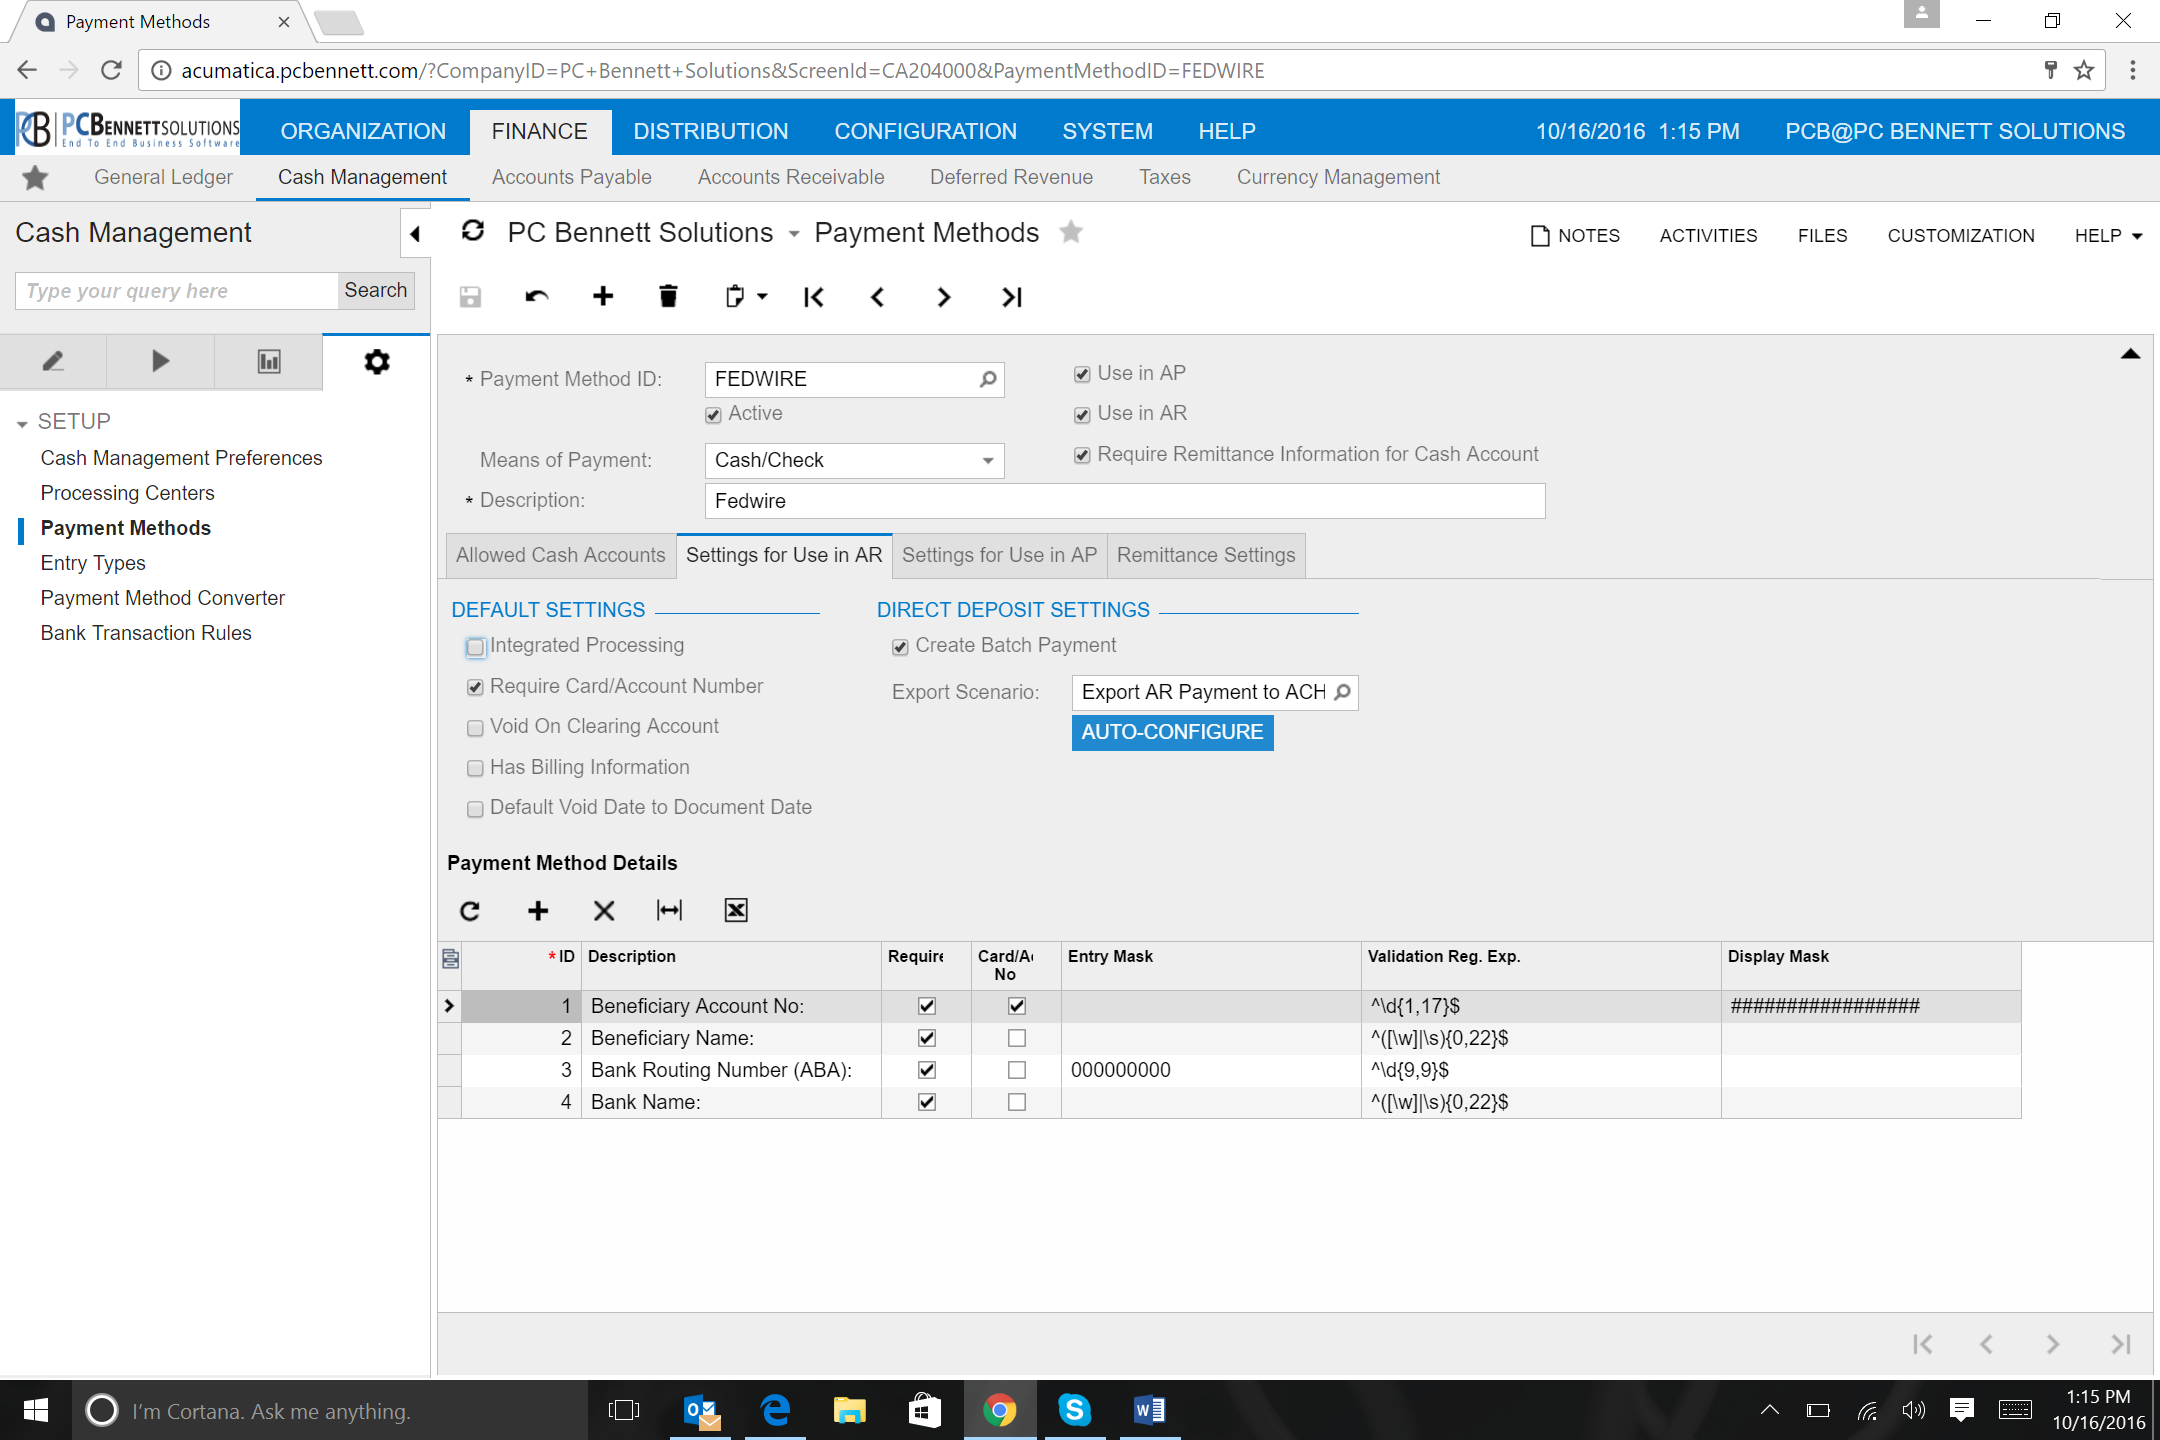 Payment Methods
acumatica.pcbennett.com/?CompanyID=PC+Bennett+Solutions&ScreenId=CA204000&PaymentMethodID=FEDWIRE
PCB PCBENNETTSOLUTIONS
End To End Business Software
ORGANIZATION FINANCE DISTRIBUTION CONFIGURATION SYSTEM HELP 10/16/2016 1:15 PM PCB@PC BENNETT SOLUTIONS
General Ledger Cash Management Accounts Payable Accounts Receivable Deferred Revenue Taxes Currency Management
Cash Management
Type your query here Search
SETUP
Cash Management Preferences
Processing Centers
Payment Methods
Entry Types
Payment Method Converter
Bank Transaction Rules
PC Bennett Solutions Payment Methods
NOTES ACTIVITIES FILES CUSTOMIZATION HELP
* Payment Method ID: FEDWIRE Use in AP
Active Use in AR
Means of Payment: Cash/Check Require Remittance Information for Cash Account
* Description: Fedwire
Allowed Cash Accounts Settings for Use in AR Settings for Use in AP Remittance Settings
DEFAULT SETTINGS DIRECT DEPOSIT SETTINGS
Integrated Processing Create Batch Payment
Require Card/Account Number Export Scenario: Export AR Payment to ACH
Void On Clearing Account AUTO-CONFIGURE
Has Billing Information
Default Void Date to Document Date
Payment Method Details
* ID Description Require Card/Ac No Entry Mask Validation Reg. Exp. Display Mask
1 Beneficiary Account No: ^\d{1,17}$ #################
2 Beneficiary Name: ^([\w]|\s){0,22}$
3 Bank Routing Number (ABA): 000000000 ^\d{9,9}$
4 Bank Name: ^([\w]|\s){0,22}$
I'm Cortana. Ask me anything.
1:15 PM
10/16/2016